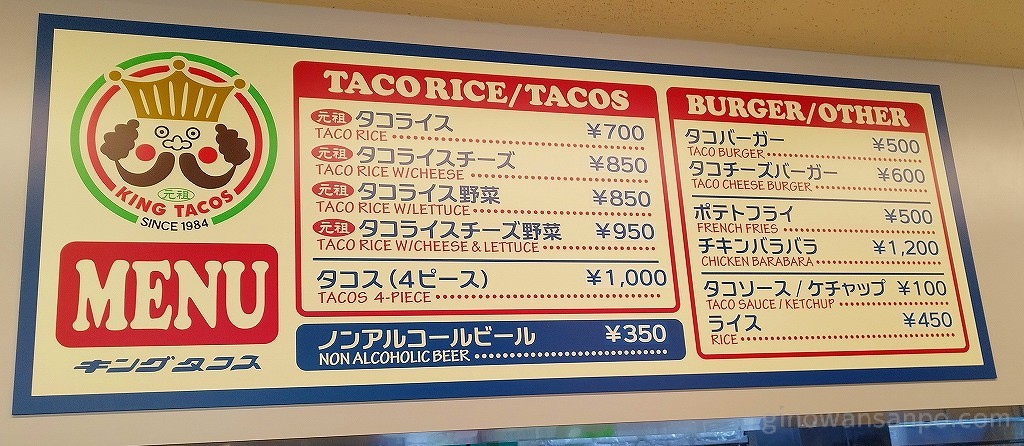 元祖
KING TACOS
SINCE 1984
MENU
キングタコス
TACO RICE/TACOS
元祖 タコライス ¥700
TACO RICE
元祖 タコライスチーズ ¥850
TACO RICE W/CHEESE
元祖 タコライス野菜 ¥850
TACO RICE W/LETTUCE
元祖 タコライスチーズ野菜 ¥950
TACO RICE W/CHEESE & LETTUCE
タコス(4ピース) ¥1,000
TACOS 4-PIECE
ノンアルコールビール ¥350
NON ALCOHOLIC BEER
BURGER/OTHER
タコバーガー ¥500
TACO BURGER
タコチーズバーガー ¥600
TACO CHEESE BURGER
ポテトフライ ¥500
FRENCH FRIES
チキンバラバラ ¥1,200
CHICKEN BARABARA
タコソース/ケチャップ ¥100
TACO SAUCE/KETCHUP
ライス ¥450
RICE
ginowansanpo.com